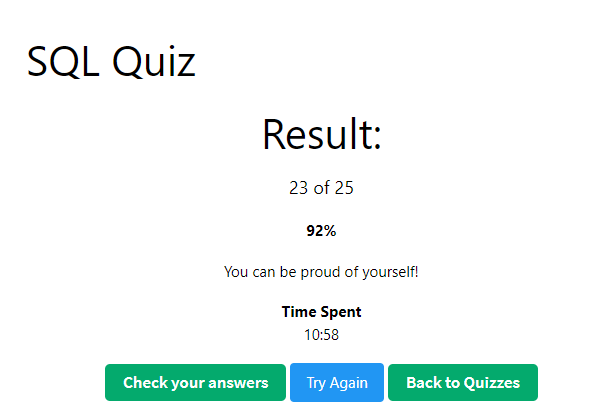 SQL Quiz
Result:
23 of 25
92%
You can be proud of yourself!
Time Spent
10:58
Check your answers Try Again Back to Quizzes